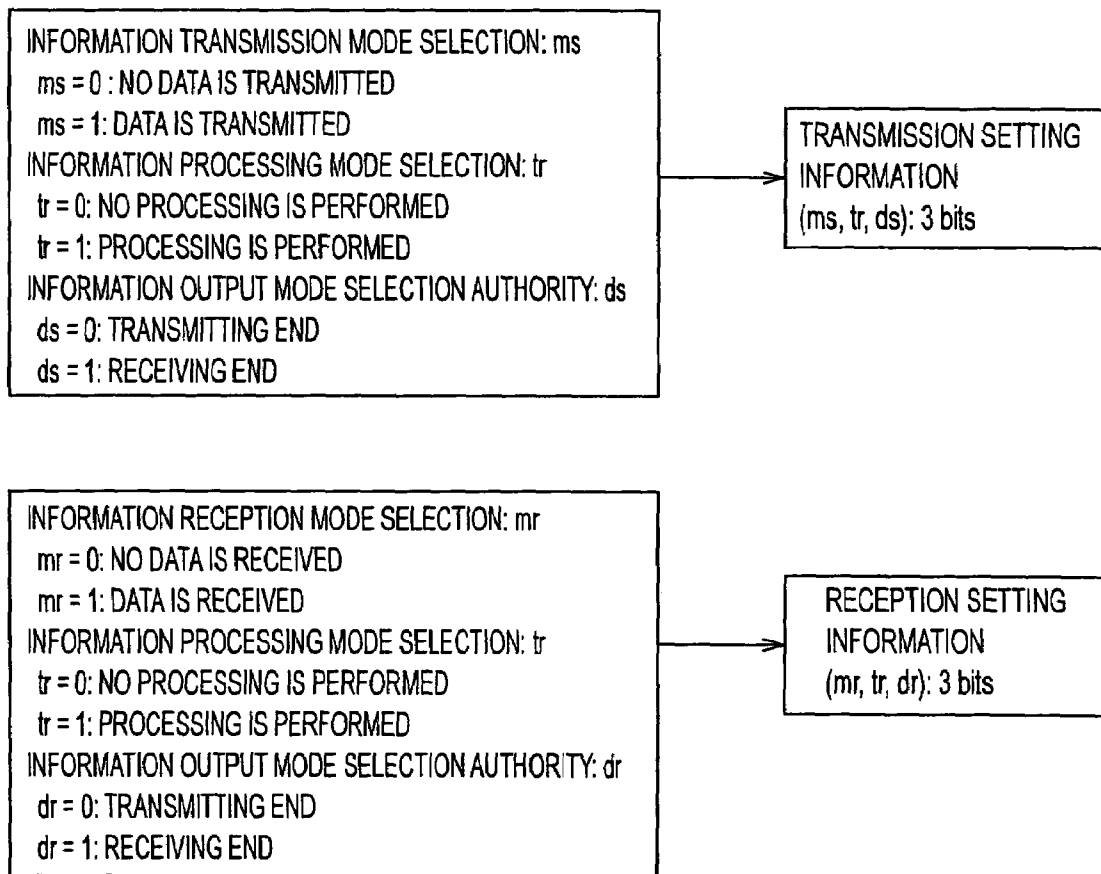 INFORMATION TRANSMISSION MODE SELECTION: ms
ms = 0 : NO DATA IS TRANSMITTED
ms = 1: DATA IS TRANSMITTED
INFORMATION PROCESSING MODE SELECTION: tr
tr = 0: NO PROCESSING IS PERFORMED
tr = 1: PROCESSING IS PERFORMED
INFORMATION OUTPUT MODE SELECTION AUTHORITY: ds
ds = 0: TRANSMITTING END
ds = 1: RECEIVING END
TRANSMISSION SETTING
INFORMATION
(ms, tr, ds): 3 bits
INFORMATION RECEPTION MODE SELECTION: mr
mr = 0: NO DATA IS RECEIVED
mr = 1: DATA IS RECEIVED
INFORMATION PROCESSING MODE SELECTION: tr
tr = 0: NO PROCESSING IS PERFORMED
tr = 1: PROCESSING IS PERFORMED
INFORMATION OUTPUT MODE SELECTION AUTHORITY: dr
dr = 0: TRANSMITTING END
dr = 1: RECEIVING END
RECEPTION SETTING
INFORMATION
(mr, tr, dr): 3 bits